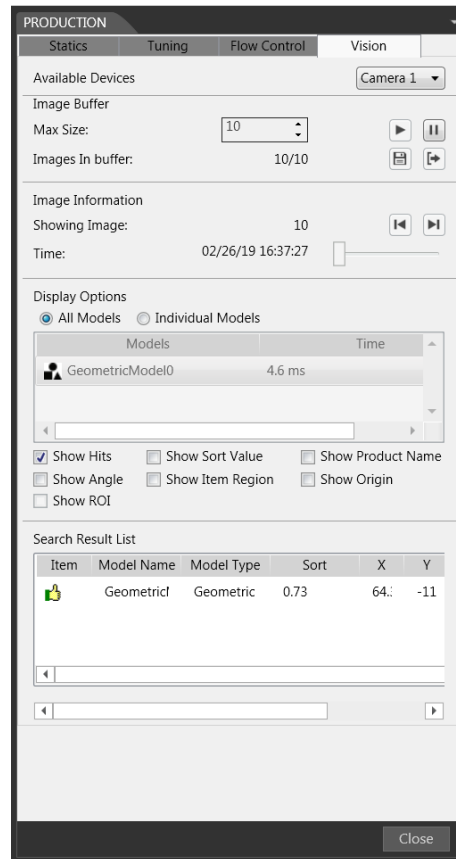 PRODUCTION
Statics Tuning Flow Control Vision
Available Devices Camera 1
Image Buffer
Max Size: 10
Images In buffer: 10/10
Image Information
Showing Image: 10
Time: 02/26/19 16:37:27
Display Options
All Models Individual Models
Models Time
GeometricModel0 4.6 ms
Show Hits Show Sort Value Show Product Name
Show Angle Show Item Region Show Origin
Show ROI
Search Result List
Item Model Name Model Type Sort X Y
Geometric Geometric 0.73 64. -11
Close